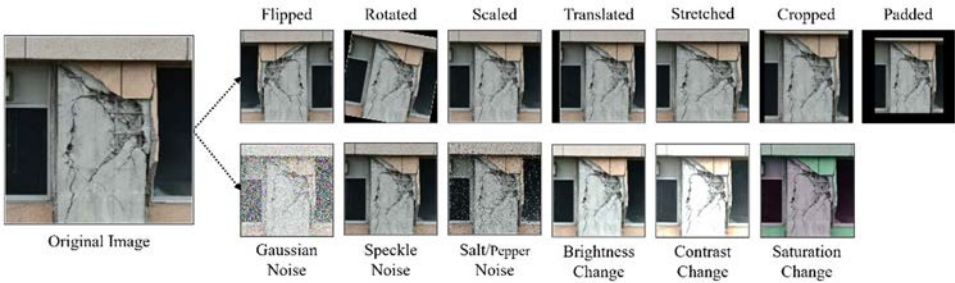 Flipped Rotated Scaled Translated Stretched Cropped Padded
Original Image
Gaussian Speckle Salt/Pepper Brightness Contrast Saturation
Noise Noise Noise Change Change Change